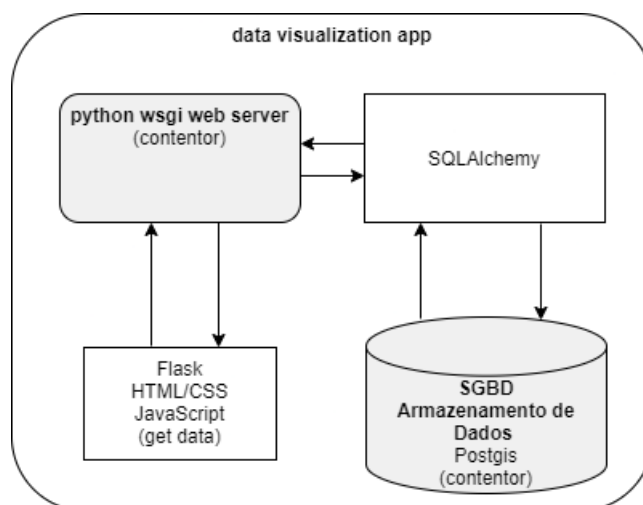 data visualization app
python wsgi web server
(contentor)
SQLAlchemy
Flask
HTML/CSS
JavaScript
(get data)
SGBD
Armazenamento de
Dados
Postgis
(contentor)